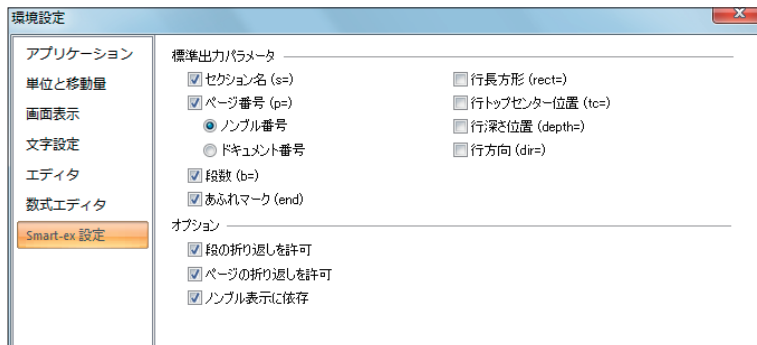 環境設定
アプリケーション
単位と移動量
画面表示
文字設定
エディタ
数式エディタ
Smart-ex 設定
標準出力パラメータ
セクション名 (s=)
ページ番号 (p=)
ノンブル番号
ドキュメント番号
段数 (b=)
あふれマーク (end)
行長方形 (rect=)
行トップセンター位置 (tc=)
行深さ位置 (depth=)
行方向 (dir=)
オプション
段の折り返しを許可
ページの折り返しを許可
ノンブル表示に依存